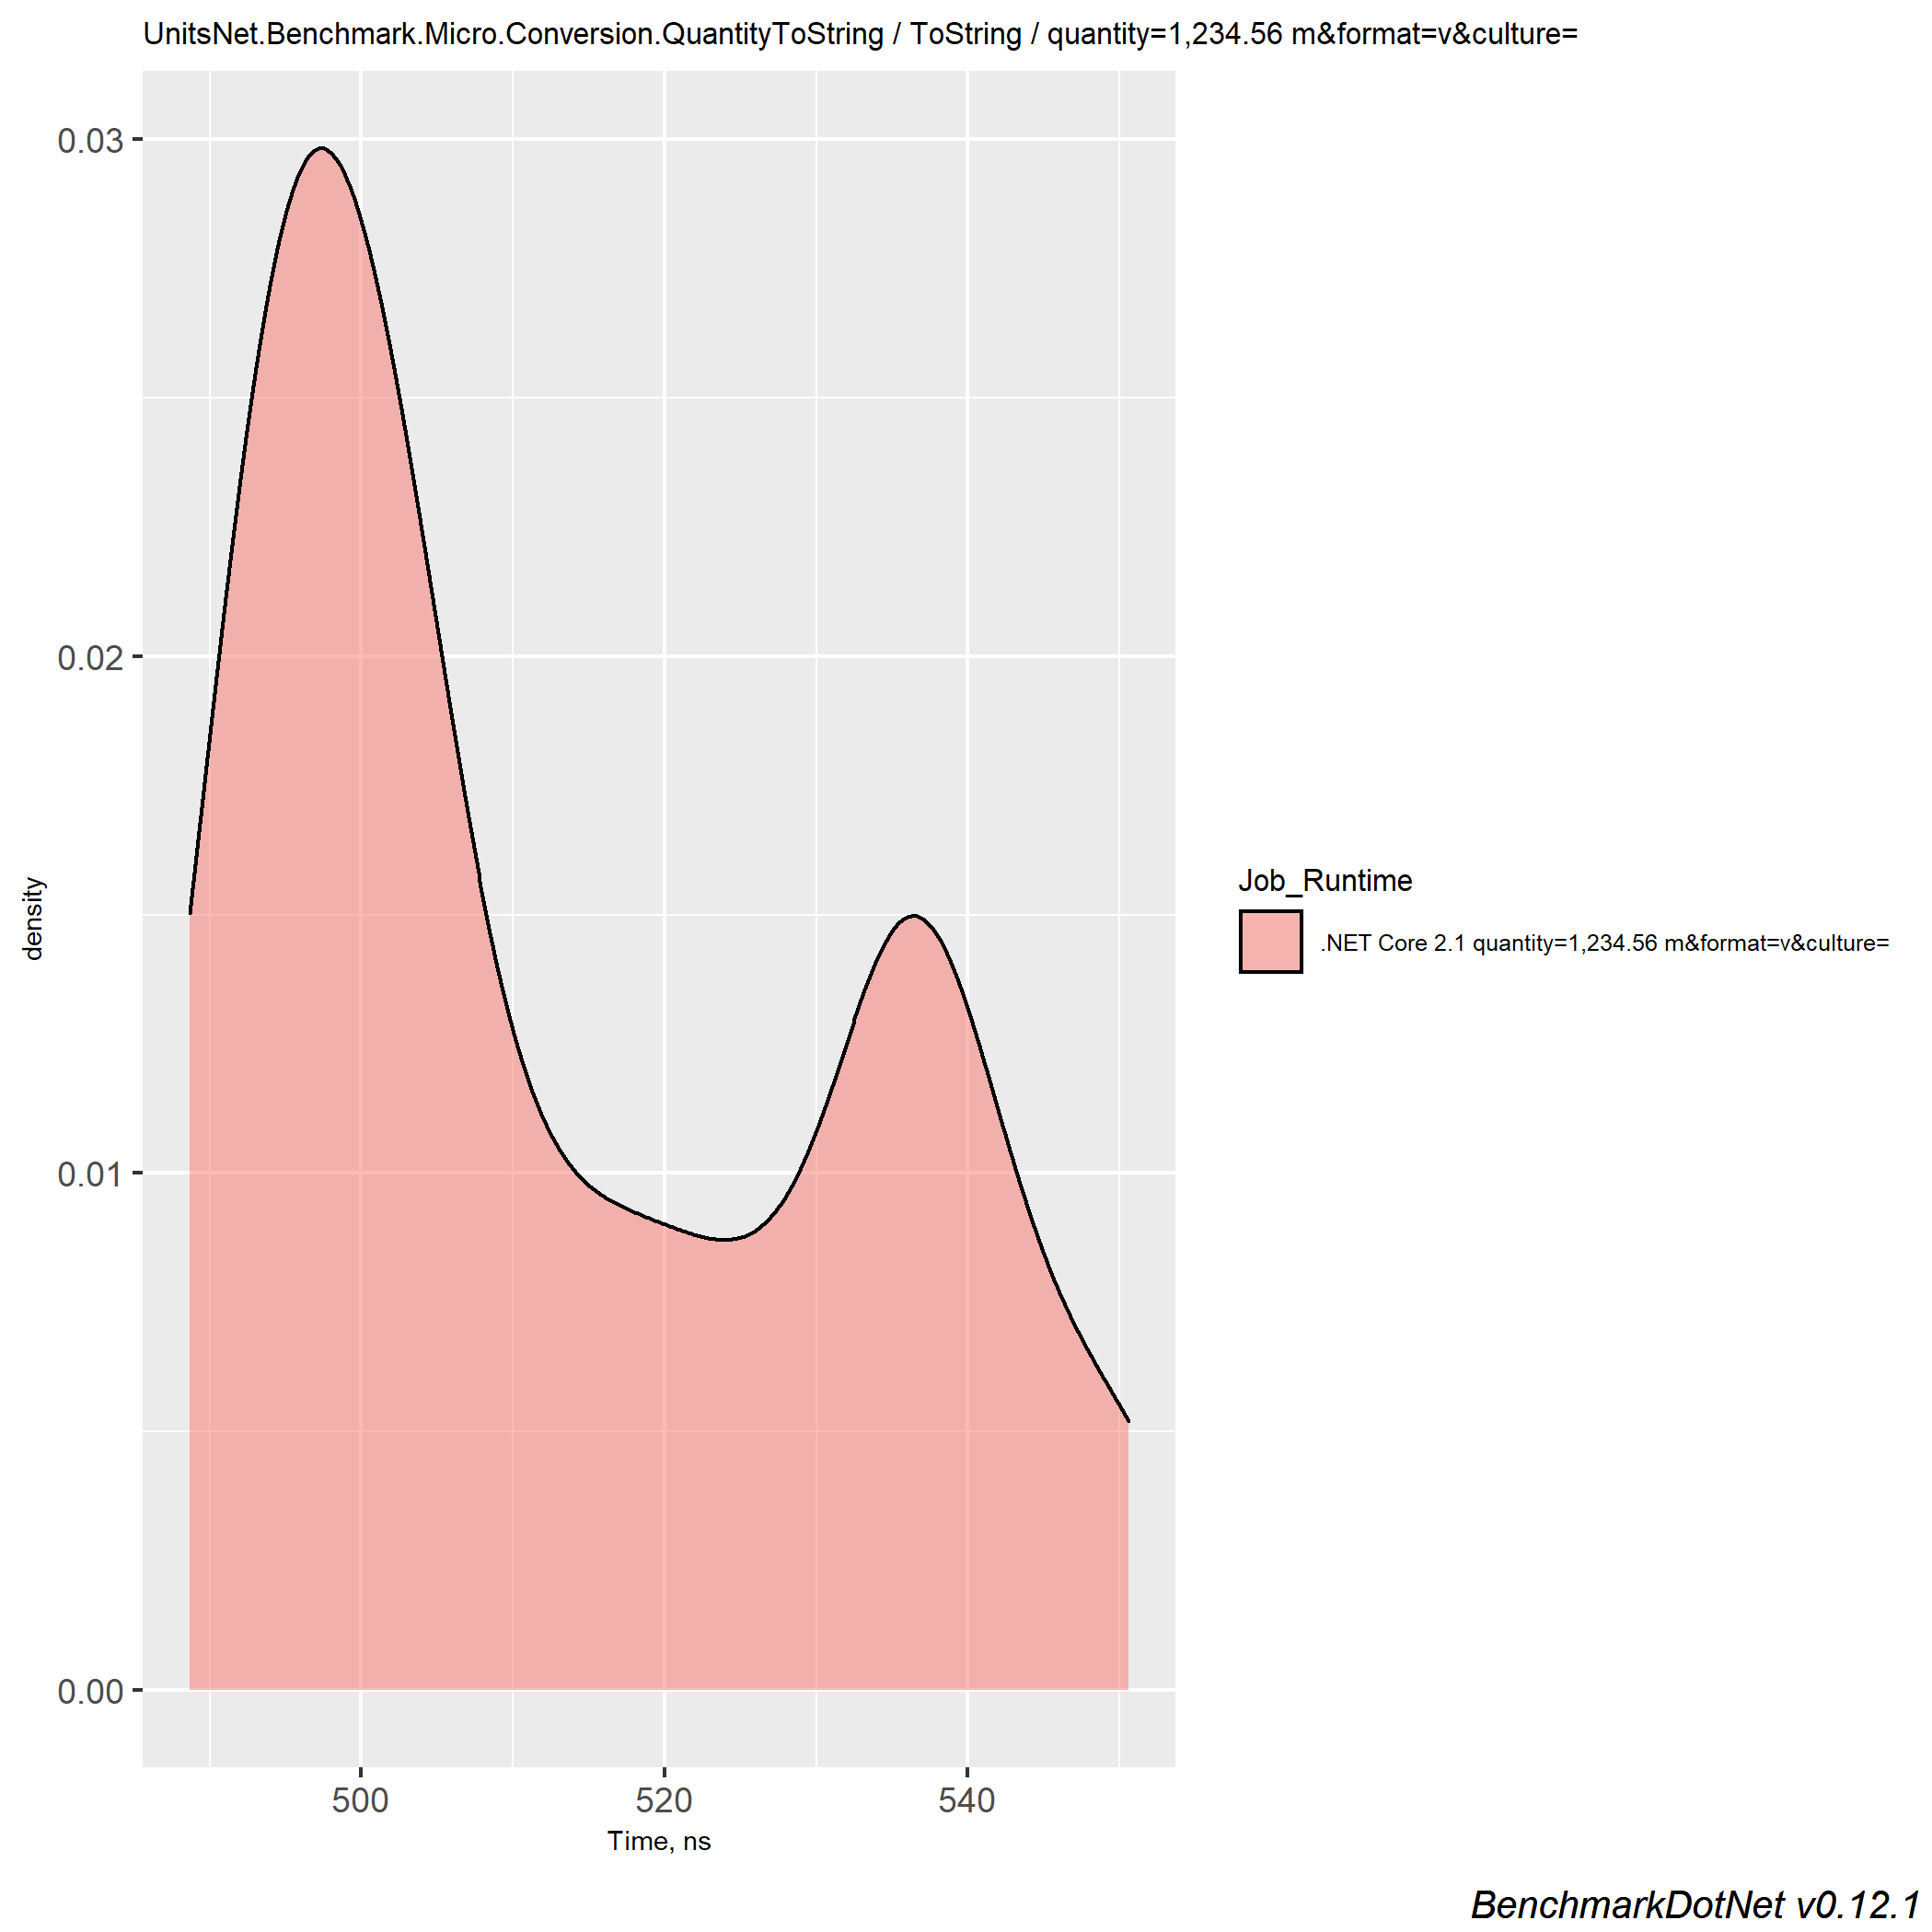 UnitsNet.Benchmark.Micro.Conversion.QuantityToString / ToString / quantity=1,234.56 m&format=v&culture=
0.03
0.02
0.01
0.00
density
500 520 540
Time, ns
Job_Runtime
.NET Core 2.1 quantity=1,234.56 m&format=v&culture=
BenchmarkDotNet v0.12.1